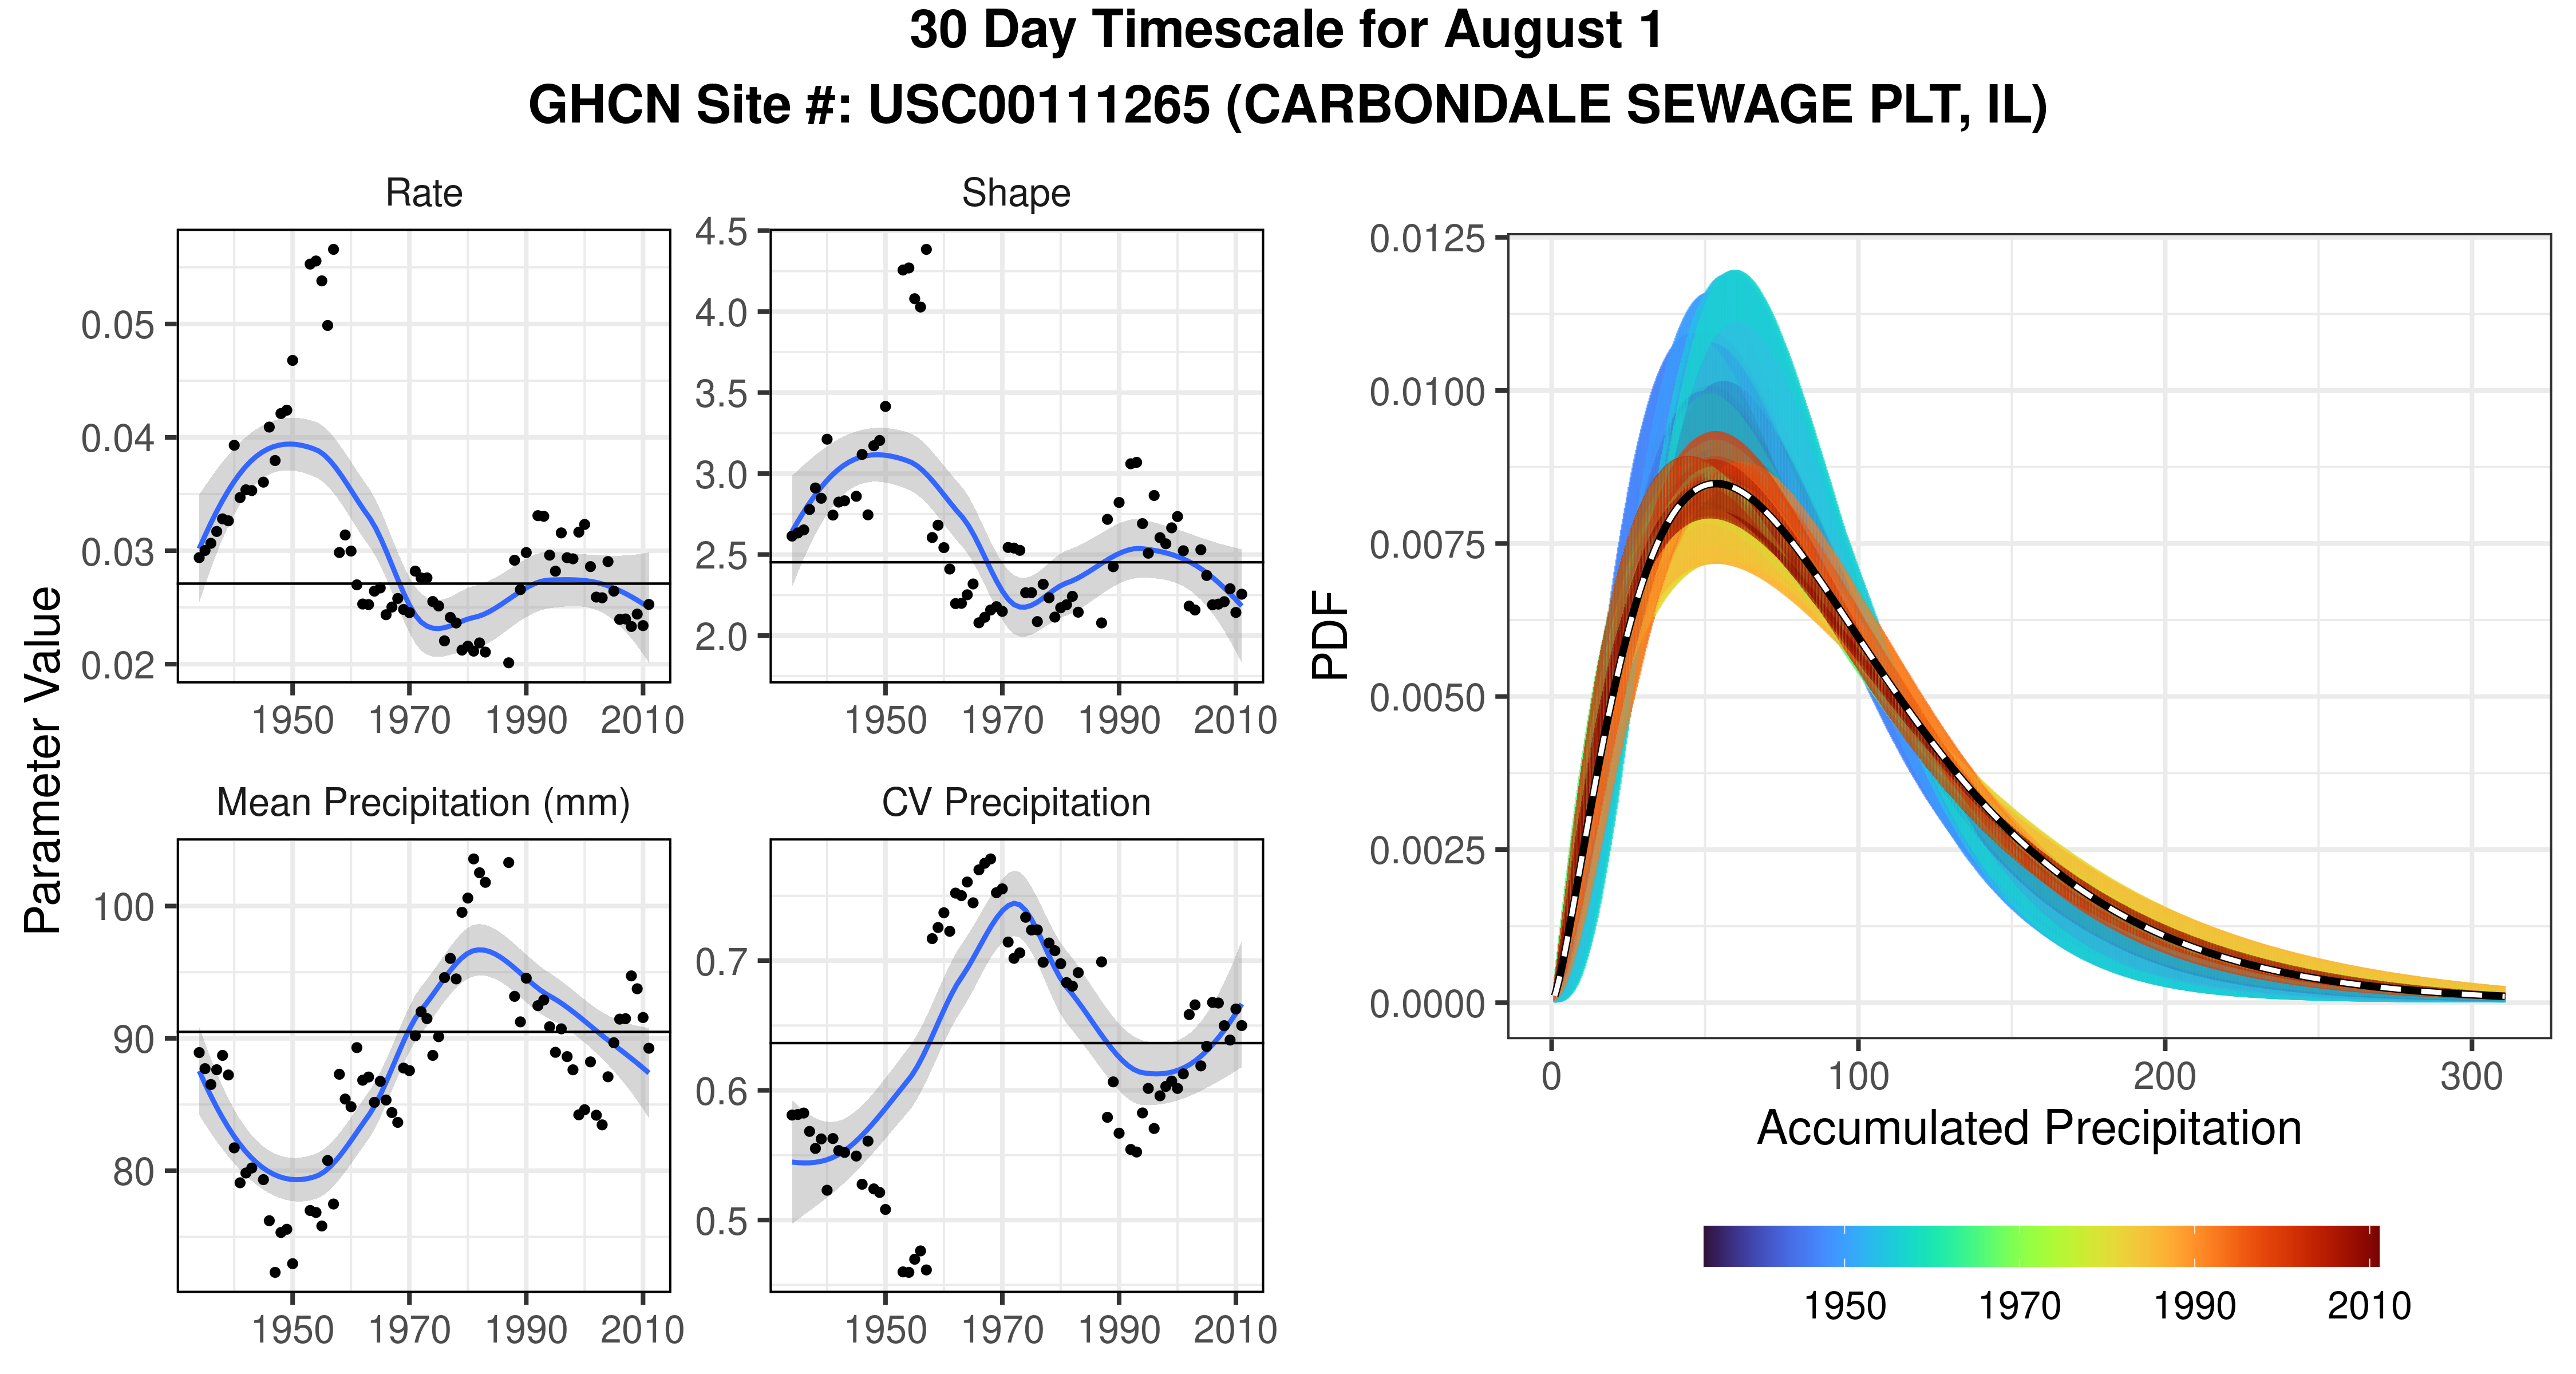 30 Day Timescale for August 1
GHCN Site #: USC00111265 (CARBONDALE SEWAGE PLT, IL)
Parameter Value
Rate
0.05
0.04
0.03
0.02
1950 1970 1990 2010
Shape
4.5
4.0
3.5
3.0
2.5
2.0
1950 1970 1990 2010
Mean Precipitation (mm)
100
90
80
1950 1970 1990 2010
CV Precipitation
0.7
0.6
0.5
1950 1970 1990 2010
PDF
0.0125
0.0100
0.0075
0.0050
0.0025
0.0000
0 100 200 300
Accumulated Precipitation
1950 1970 1990 2010